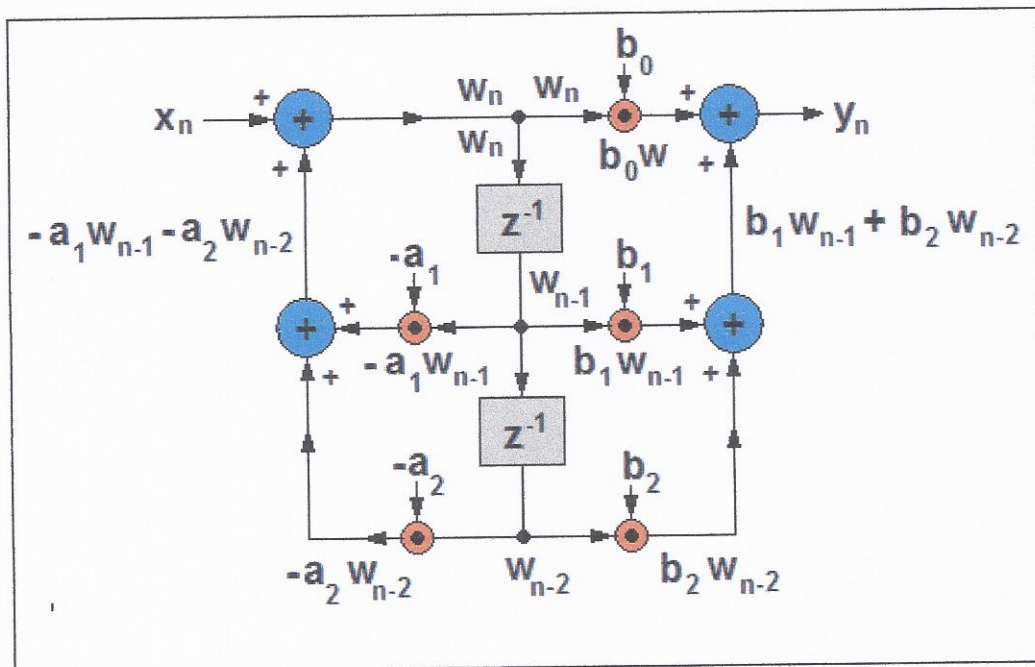 b₀
+ wₙ wₙ +
xₙ + + yₙ
+ wₙ b₀w +
z⁻¹
-a₁wₙ₋₁ -a₂wₙ₋₂ b₁wₙ₋₁ + b₂wₙ₋₂
-a₁ b₁
wₙ₋₁
+ + + +
-a₁wₙ₋₁ b₁wₙ₋₁
+ +
z⁻¹
-a₂ b₂
-a₂wₙ₋₂ wₙ₋₂ b₂wₙ₋₂